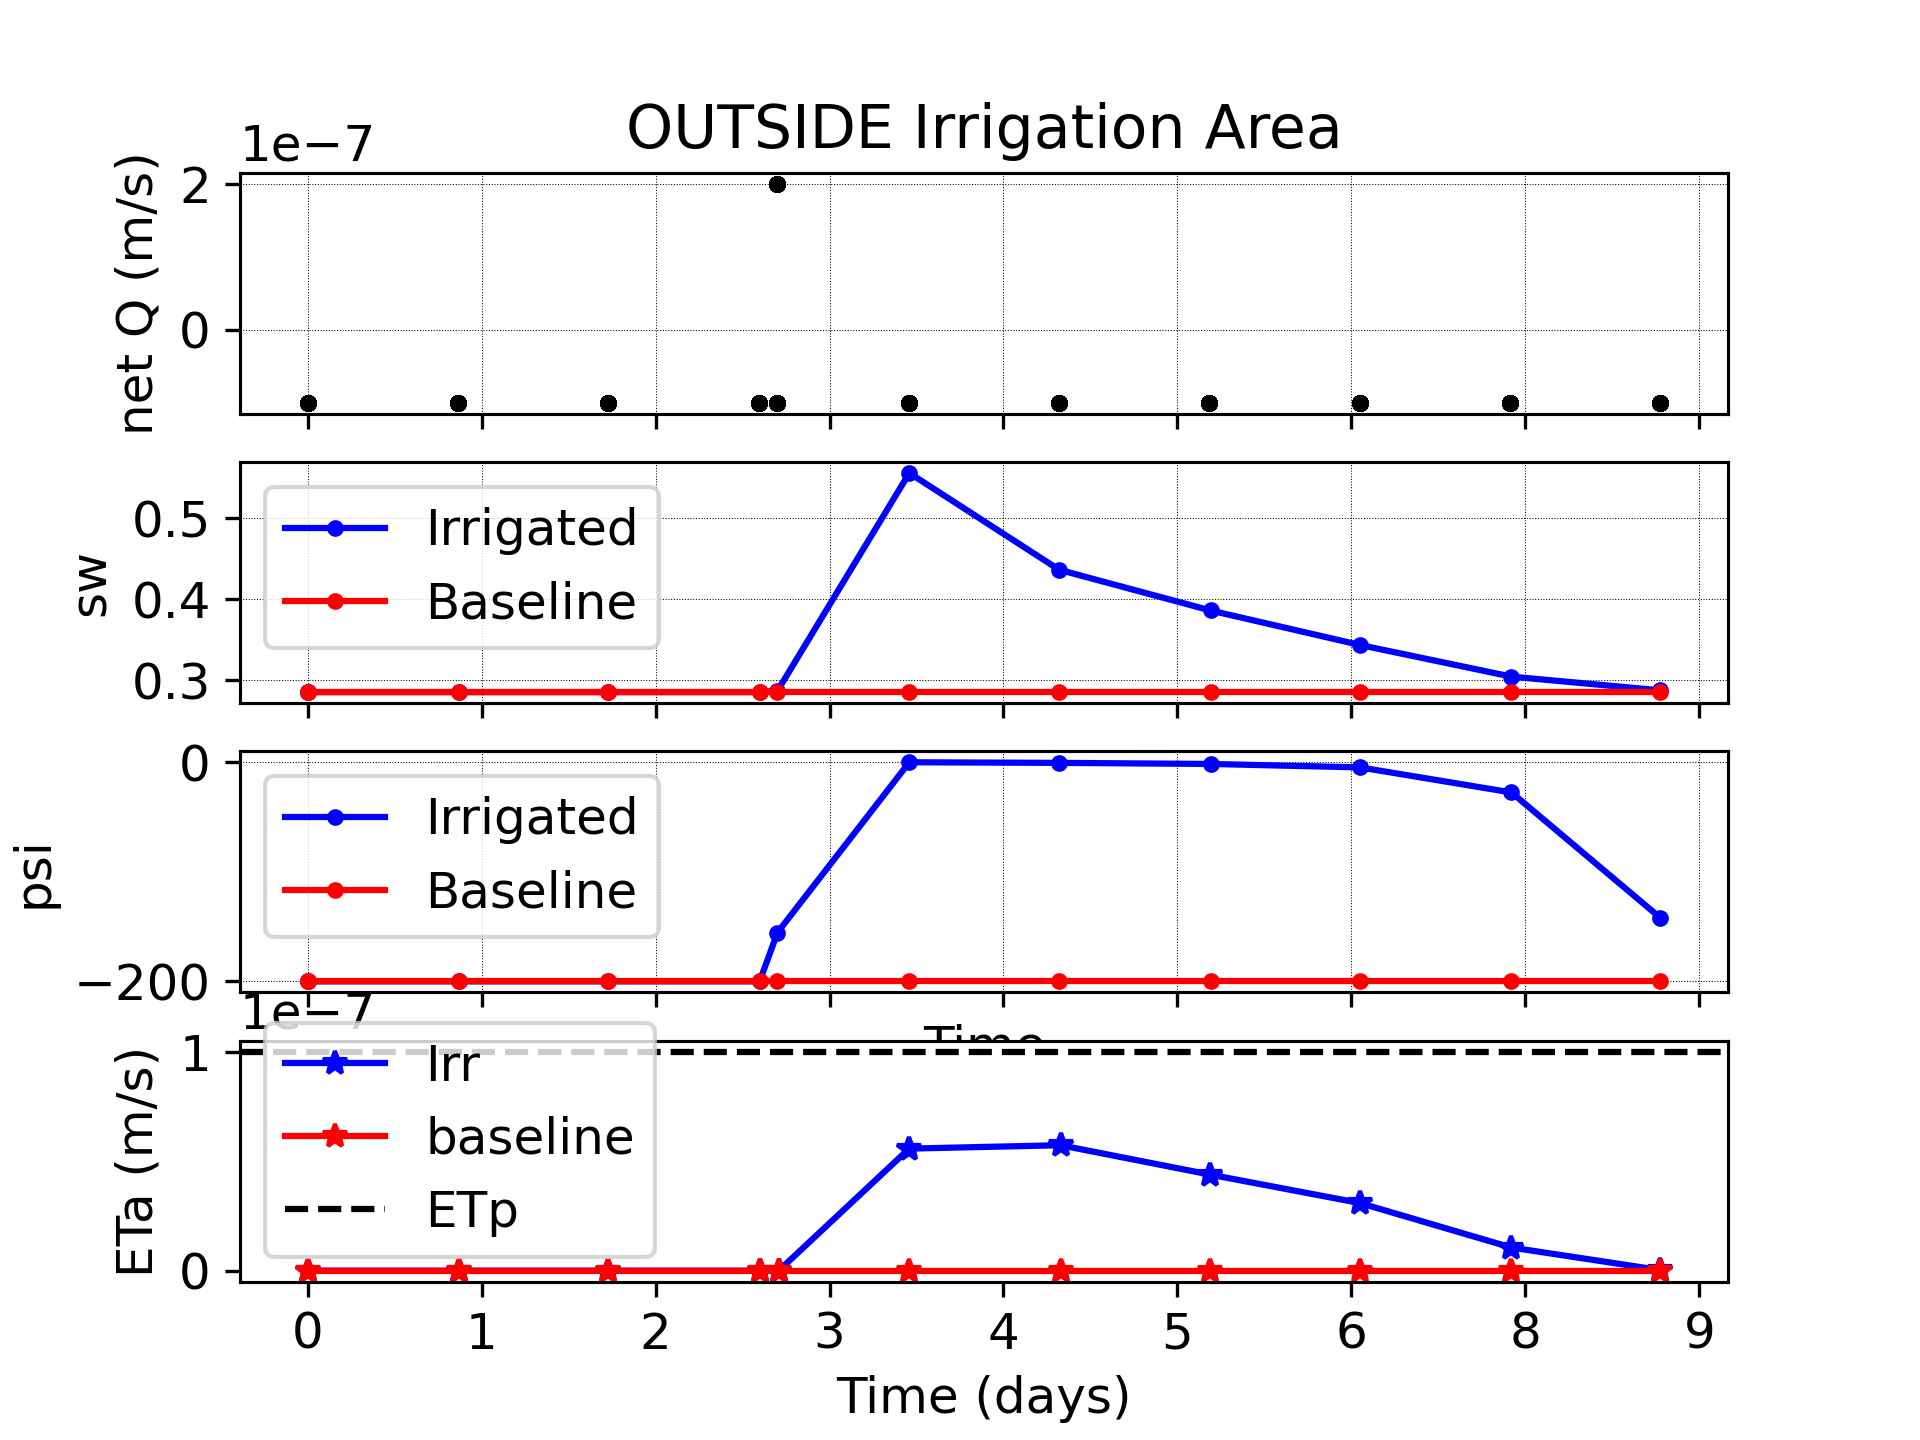 OUTSIDE Irrigation Area
1e−7
net Q (m/s)
2
0
sw
0.5
0.4
0.3
Irrigated
Baseline
psi
0
−200
Irrigated
Baseline
Time
1e−7
ETa (m/s)
1
0
Irr
baseline
ETp
0 1 2 3 4 5 6 8 9
Time (days)